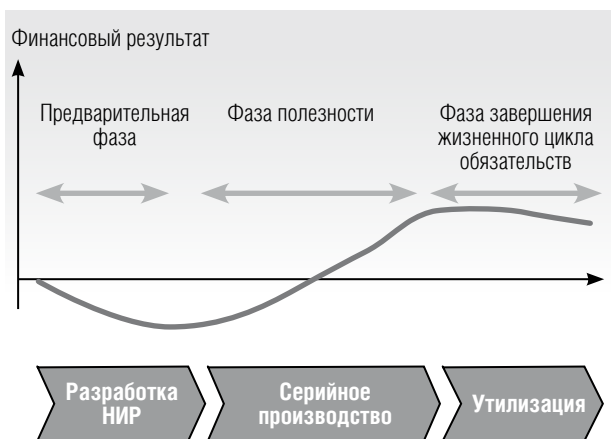 Финансовый результат
Предварительная
фаза
Фаза полезности
Фаза завершения
жизненного цикла
обязательств
Разработка
НИР
Серийное
производство
Утилизация